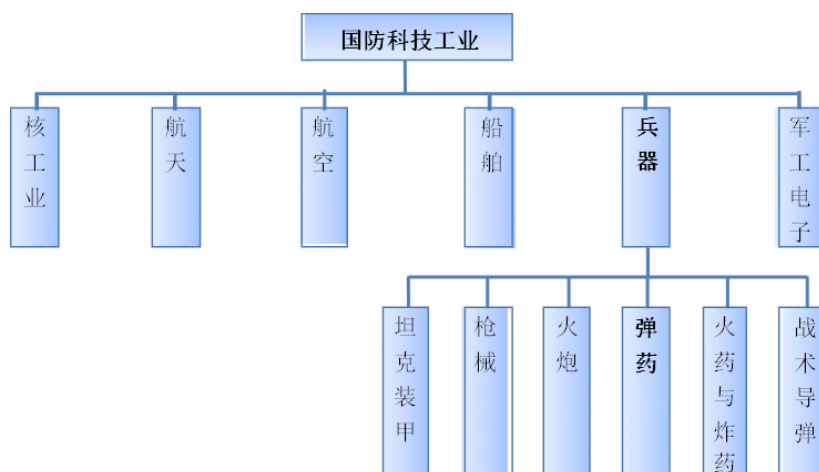 国防科技工业
核工业
航天
航空
船舶
兵器
军工电子
坦克装甲
枪械
火炮
弹药
火药与炸药
战术导弹